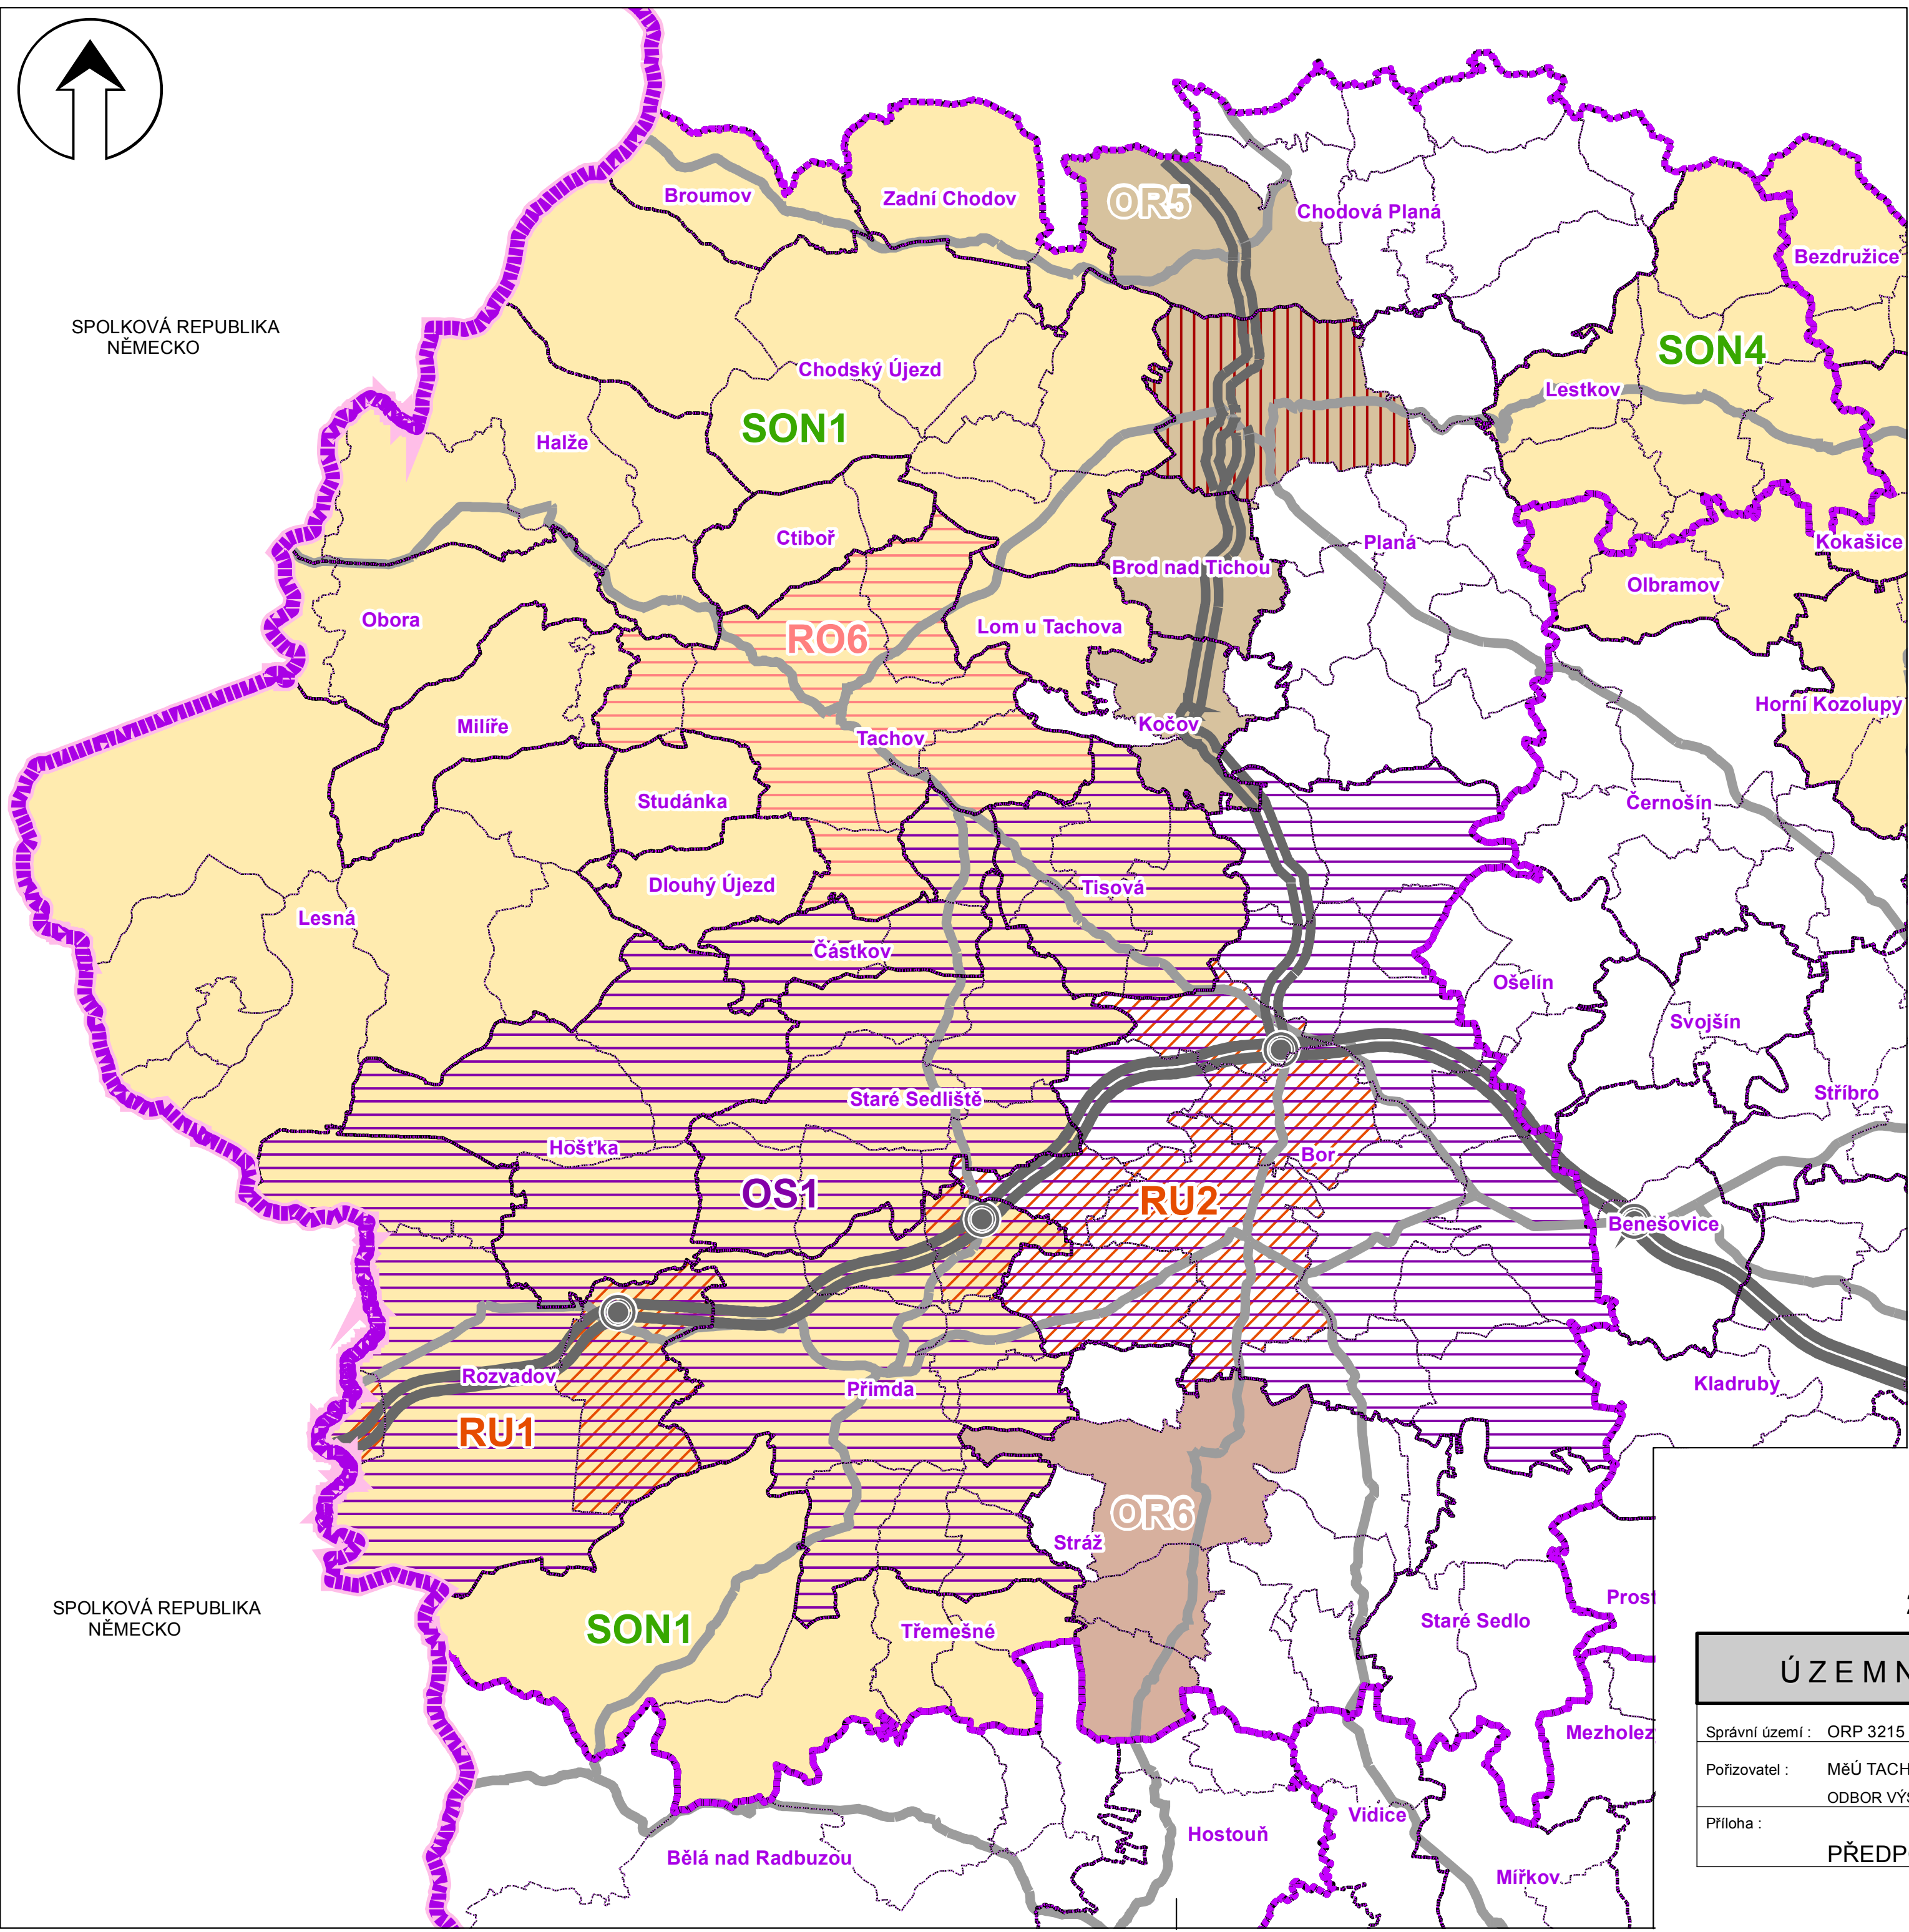 Broumov
Zadní Chodov
OR5
Chodová Planá
Bezdružice
SPOLKOVÁ REPUBLIKA
NĚMECKO
SON4
Chodský Újezd
Lestkov
SON1
Halže
Ctiboř
Planá
Kokašice
Brod nad Tichou
Olbramov
Obora
RO6
Lom u Tachova
Horní Kozolupy
Milíře
Kočov
Tachov
Studánka
Černošín
Dlouhý Újezd
Tisová
Lesná
Částkov
Ošelín
Svojšín
Staré Sedliště
Stříbro
Hošťka
Bor
OS1
RU2
Benešovice
Rozvadov
Přimda
Kladruby
RU1
OR6
Stráž
SPOLKOVÁ REPUBLIKA
NĚMECKO
SON1
Třemešné
Staré Sedlo
Prost
ÚZEMN
Mezholez
Správní území : ORP 3215
Pořizovatel : MěÚ TACH
ODBOR VÝS
Příloha :
PŘEDP
Vidice
Hostouň
Bělá nad Radbuzou
Mířkov